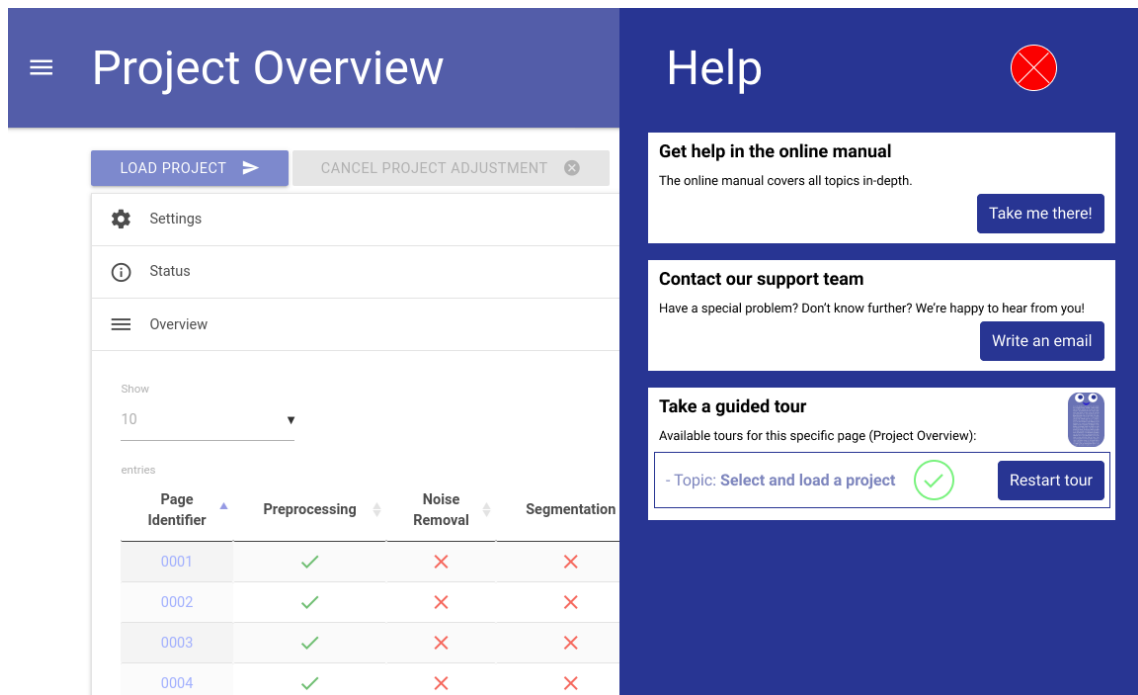 Project Overview
LOAD PROJECT
CANCEL PROJECT ADJUSTMENT
Settings
Status
Overview
Show
10
entries
Page Identifier
Preprocessing
Noise Removal
Segmentation
0001
0002
0003
0004
Help
Get help in the online manual
The online manual covers all topics in-depth.
Take me there!
Contact our support team
Have a special problem? Don't know further? We're happy to hear from you!
Write an email
Take a guided tour
Available tours for this specific page (Project Overview):
- Topic: Select and load a project
Restart tour